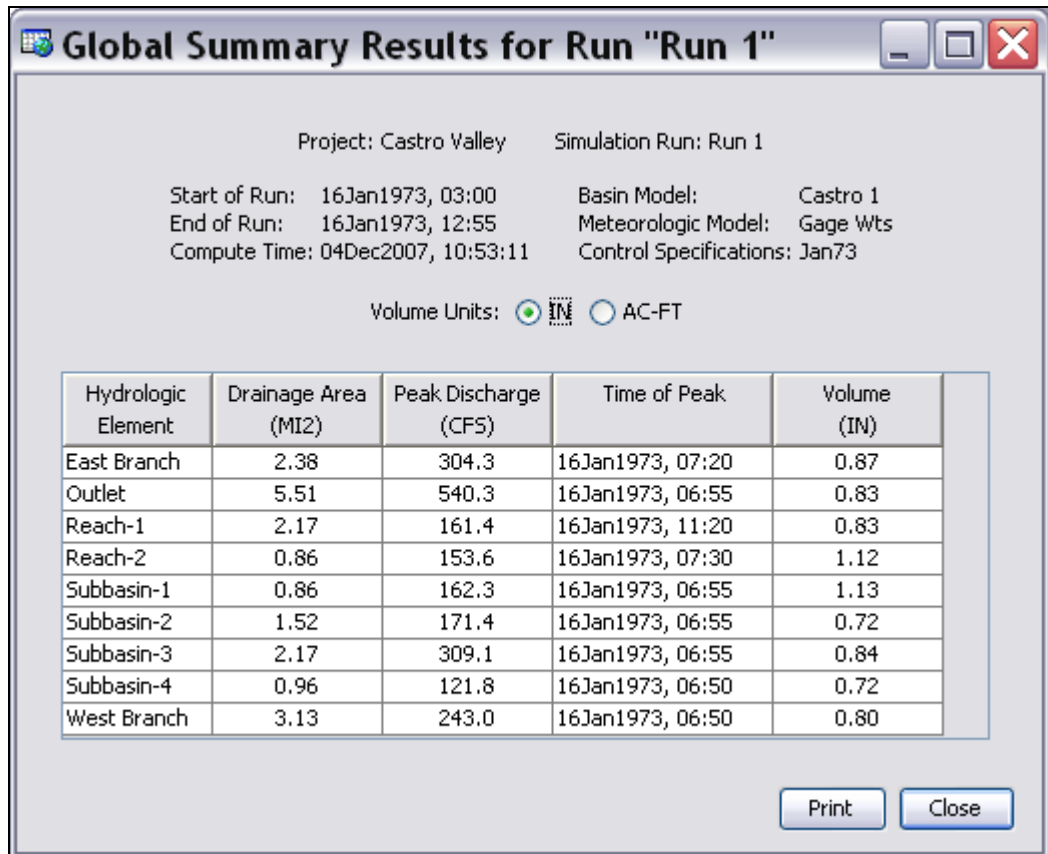 Global Summary Results for Run "Run 1"
Project: Castro Valley Simulation Run: Run 1
Start of Run: 16Jan1973, 03:00 Basin Model: Castro 1
End of Run: 16Jan1973, 12:55 Meteorologic Model: Gage Wts
Compute Time: 04Dec2007, 10:53:11 Control Specifications: Jan73
Volume Units: IN AC-FT
Hydrologic Drainage Area Peak Discharge Time of Peak Volume
Element (MI2) (CFS) (IN)
East Branch 2.38 304.3 16Jan1973, 07:20 0.87
Outlet 5.51 540.3 16Jan1973, 06:55 0.83
Reach-1 2.17 161.4 16Jan1973, 11:20 0.83
Reach-2 0.86 153.6 16Jan1973, 07:30 1.12
Subbasin-1 0.86 162.3 16Jan1973, 06:55 1.13
Subbasin-2 1.52 171.4 16Jan1973, 06:55 0.72
Subbasin-3 2.17 309.1 16Jan1973, 06:55 0.84
Subbasin-4 0.96 121.8 16Jan1973, 06:50 0.72
West Branch 3.13 243.0 16Jan1973, 06:50 0.80
Print Close